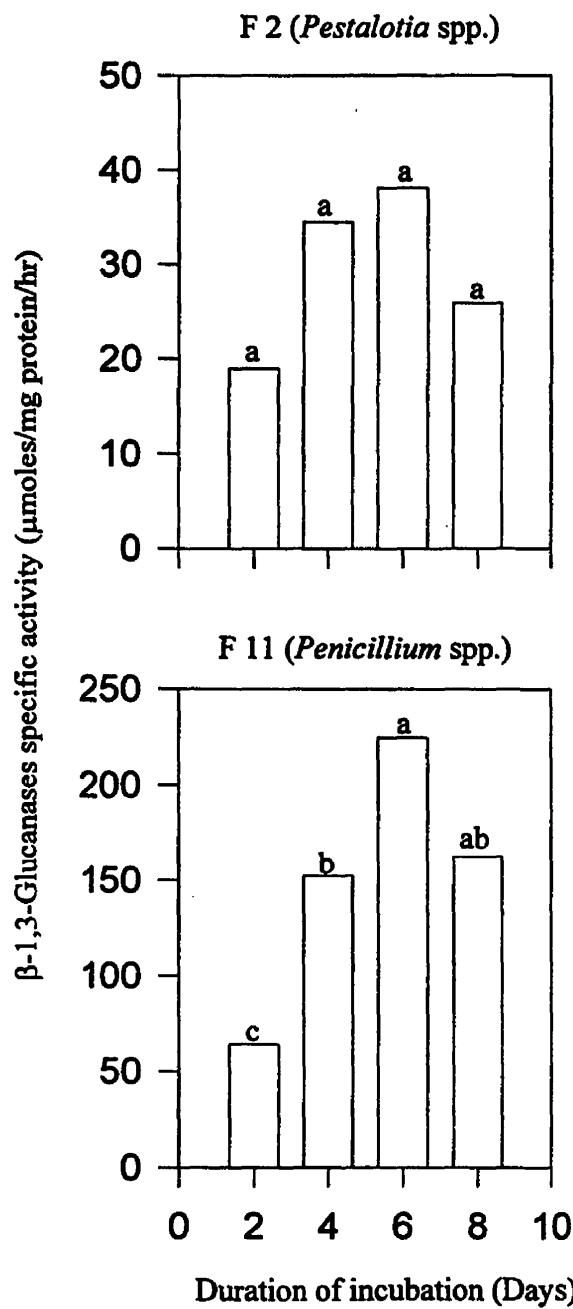 F 2 (Pestalotia spp.)
β-1,3-Glucanases specific activity (μmoles/mg protein/hr)
50
40
30
20
10
0
a
a
a
a
F 11 (Penicillium spp.)
250
200
150
100
50
0
c
b
a
ab
0 2 4 6 8 10
Duration of incubation (Days)